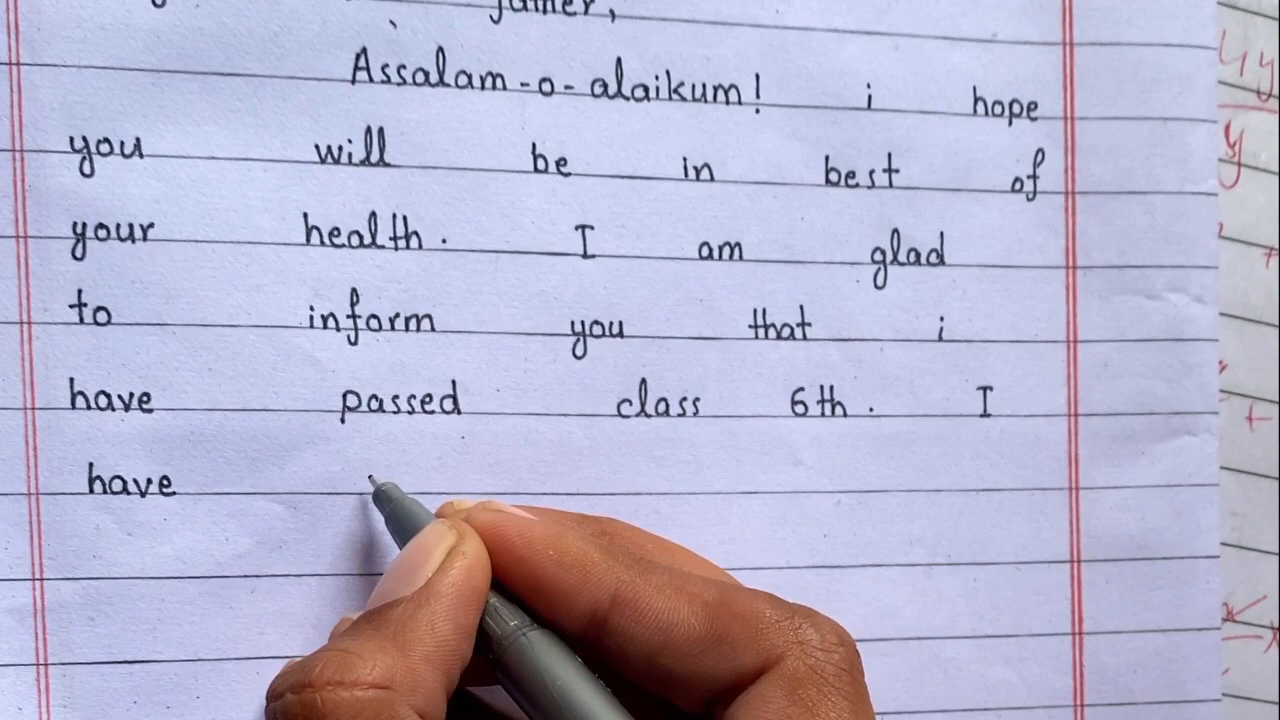 father,
Assalam-o-alaikum! i hope
you will be in best of
your health. I am glad
to inform you that i
have passed class 6th. I
have